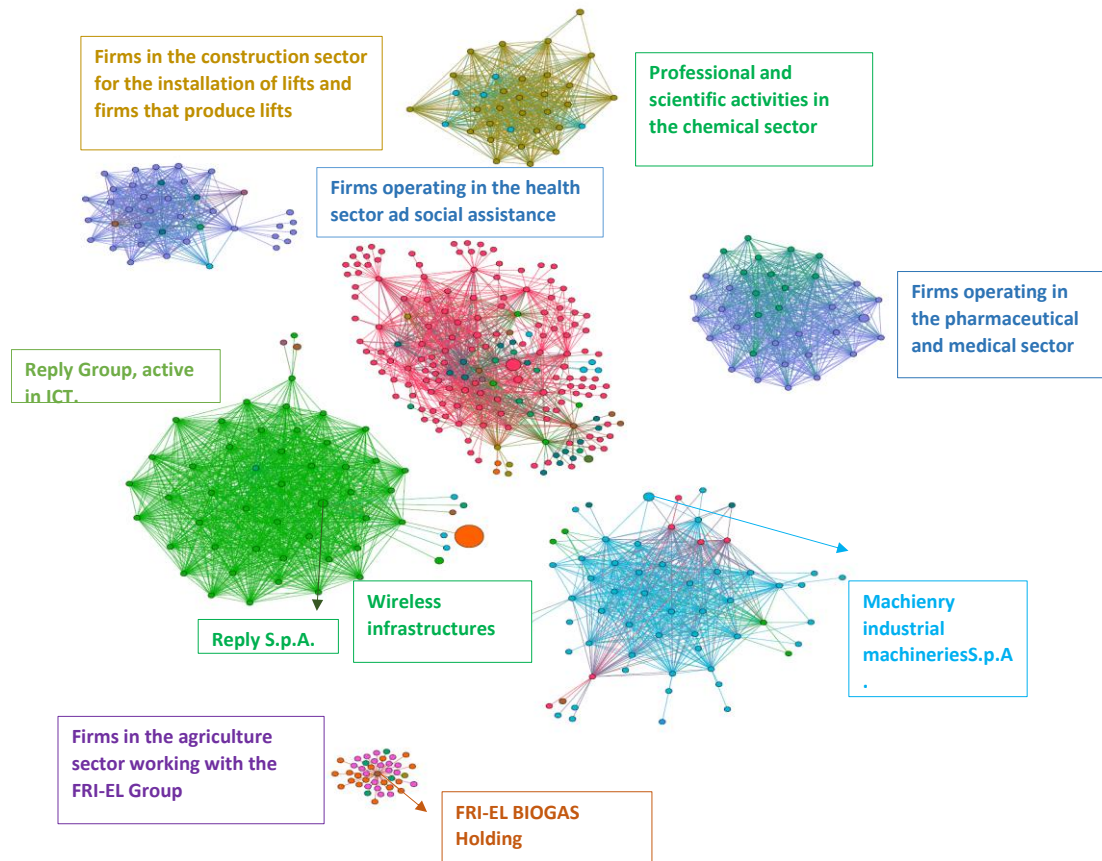 Firms in the construction sector
for the installation of lifts and
firms that produce lifts
Professional and
scientific activities in
the chemical sector
Firms operating in the health
sector ad social assistance
Firms operating in
the pharmaceutical
and medical sector
Reply Group, active
in ICT.
Wireless
infrastructures
Reply S.p.A.
Machienry
industrial
machineriesS.p.A
.
Firms in the agriculture
sector working with the
FRI-EL Group
FRI-EL BIOGAS
Holding